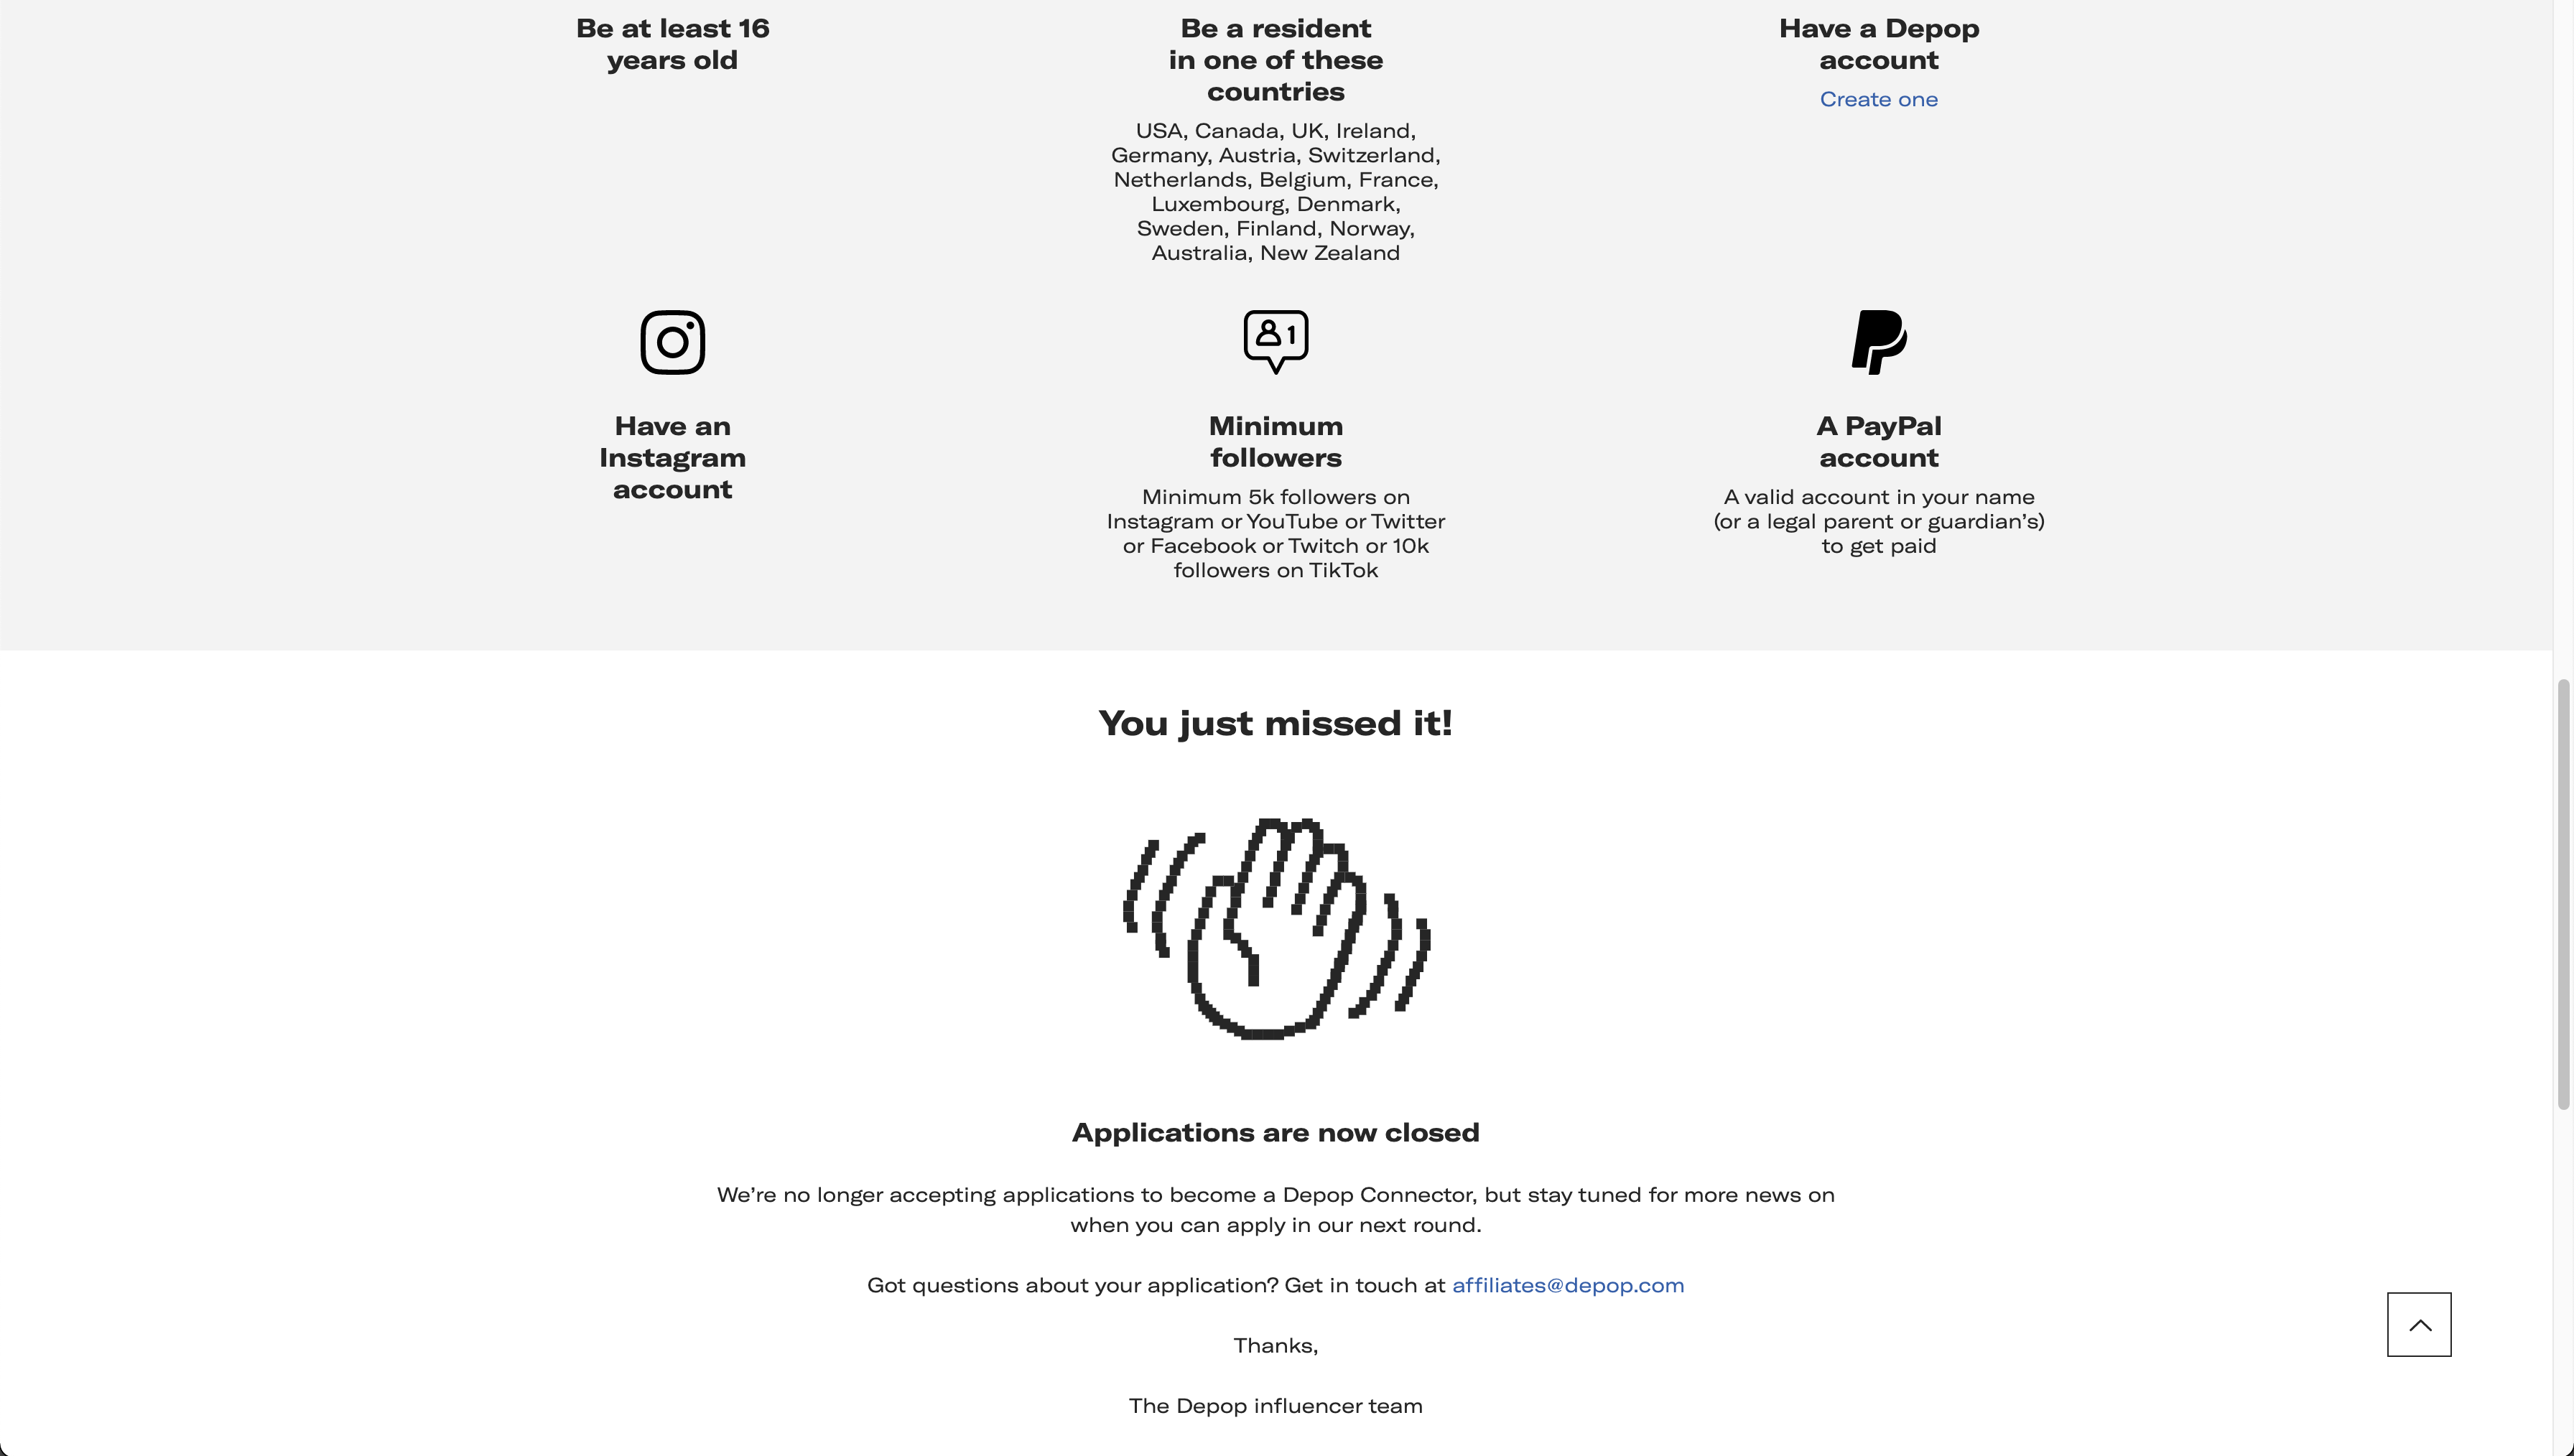 Be at least 16
years old
Be a resident
in one of these
countries
USA, Canada, UK, Ireland,
Germany, Austria, Switzerland,
Netherlands, Belgium, France,
Luxembourg, Denmark,
Sweden, Finland, Norway,
Australia, New Zealand
Have a Depop
account
Create one
Have an
Instagram
account
1
Minimum
followers
Minimum 5k followers on
Instagram or YouTube or Twitter
or Facebook or Twitch or 10k
followers on TikTok
A PayPal
account
A valid account in your name
(or a legal parent or guardian’s)
to get paid
You just missed it!
Applications are now closed
We’re no longer accepting applications to become a Depop Connector, but stay tuned for more news on
when you can apply in our next round.
Got questions about your application? Get in touch at affiliates@depop.com
Thanks,
The Depop influencer team